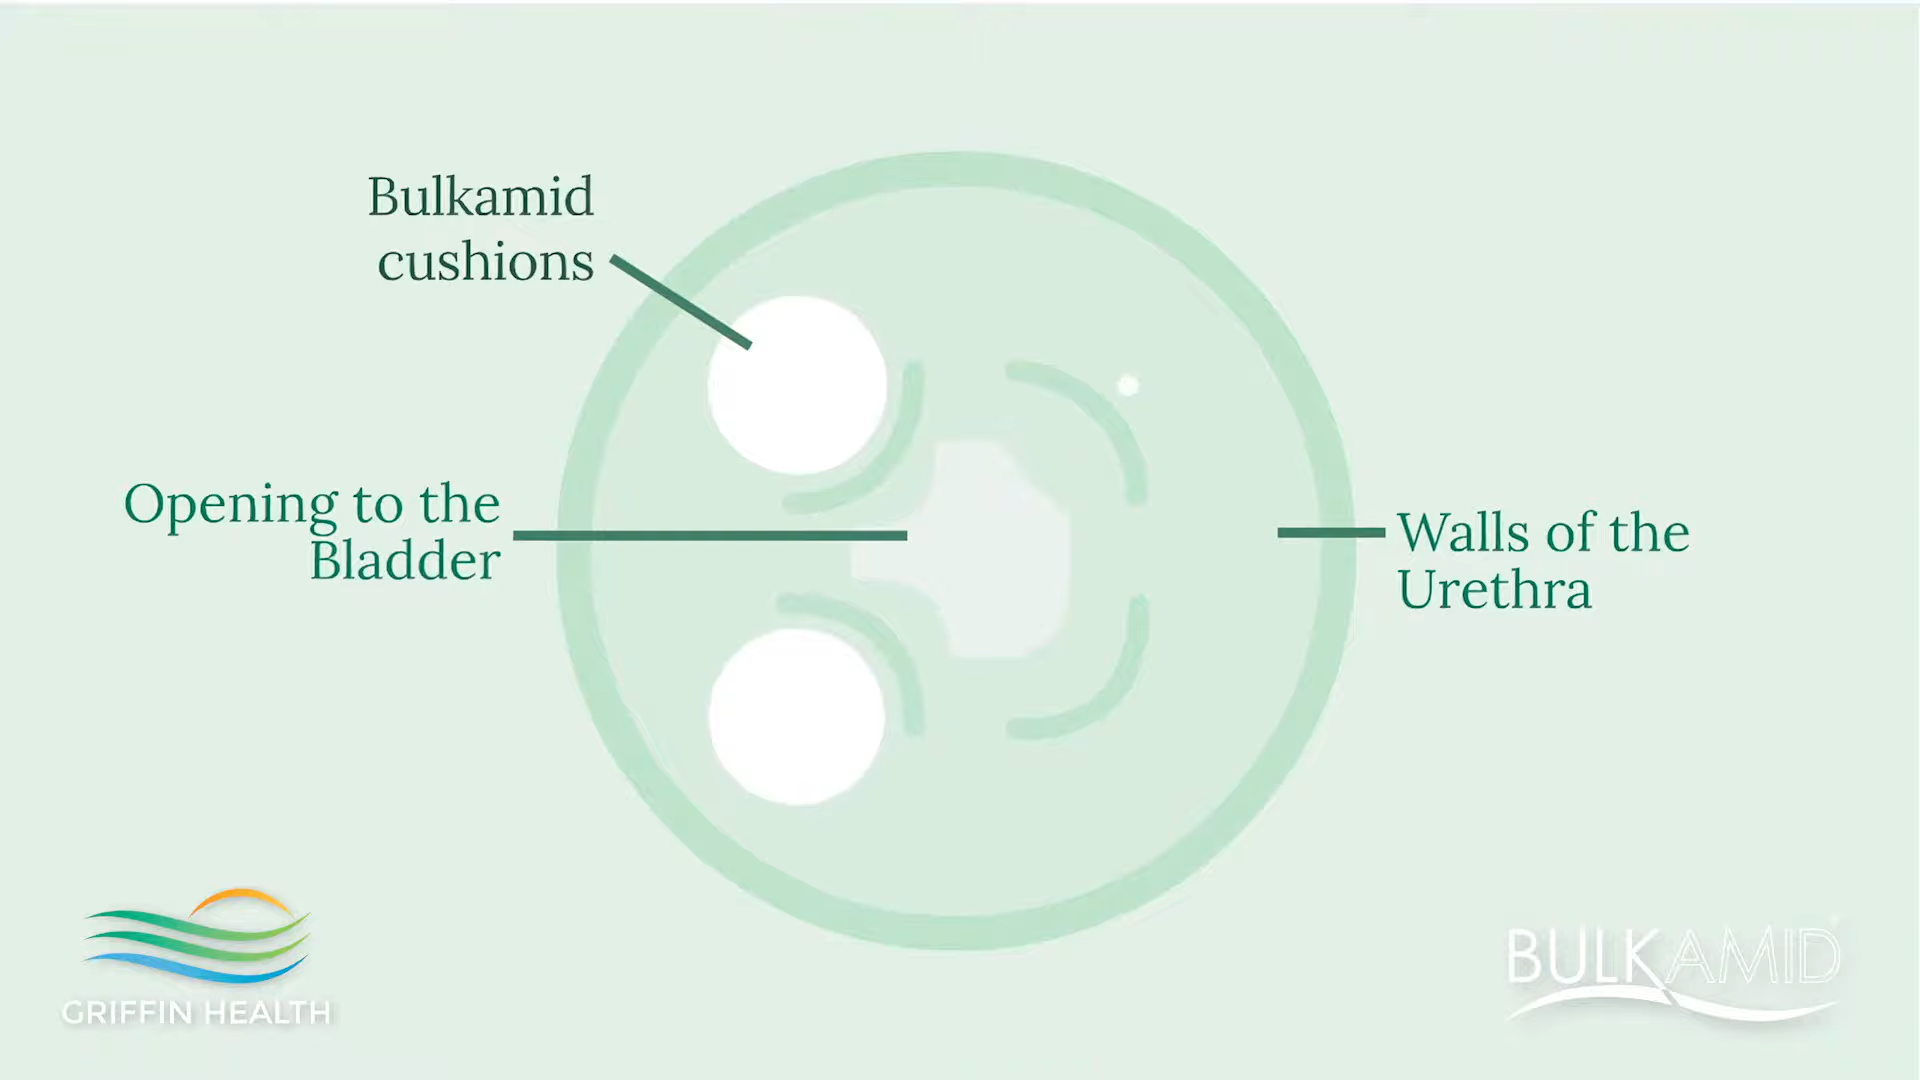 Bulkamid
cushions
Opening to the
Bladder
Walls of the
Urethra
GRIFFIN HEALTH
BULKAMID